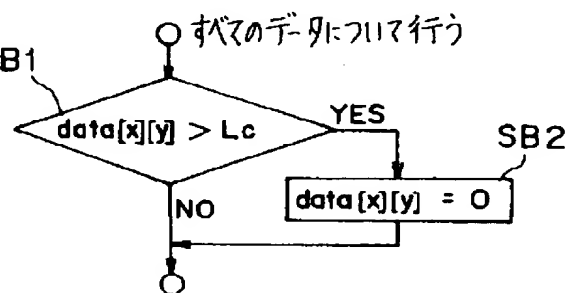 すべてのデータについて行う
B1
data[x][y] > Lc
YES
SB2
NO
data[x][y] = 0